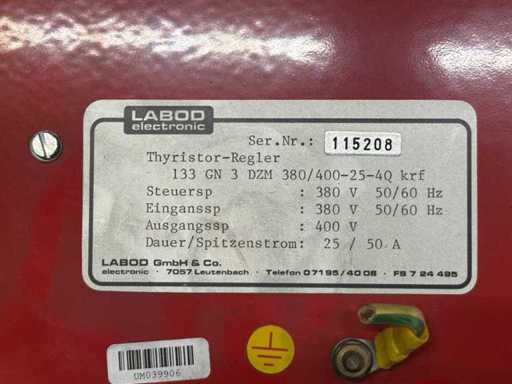 LABOD
electronic
Ser.Nr.: 115208
Thyristor-Regler
133 GN 3 DZM 380/400-25-4Q krf
Steuersp : 380 V 50/60 Hz
Eingangssp : 380 V 50/60 Hz
Ausgangssp : 400 V
Dauer/Spitzenstrom: 25 / 50 A
LABOD GmbH & Co.
electronic · 7057 Leutenbach · Telefon 07195/4008 · FS 7 24 495
OM039906